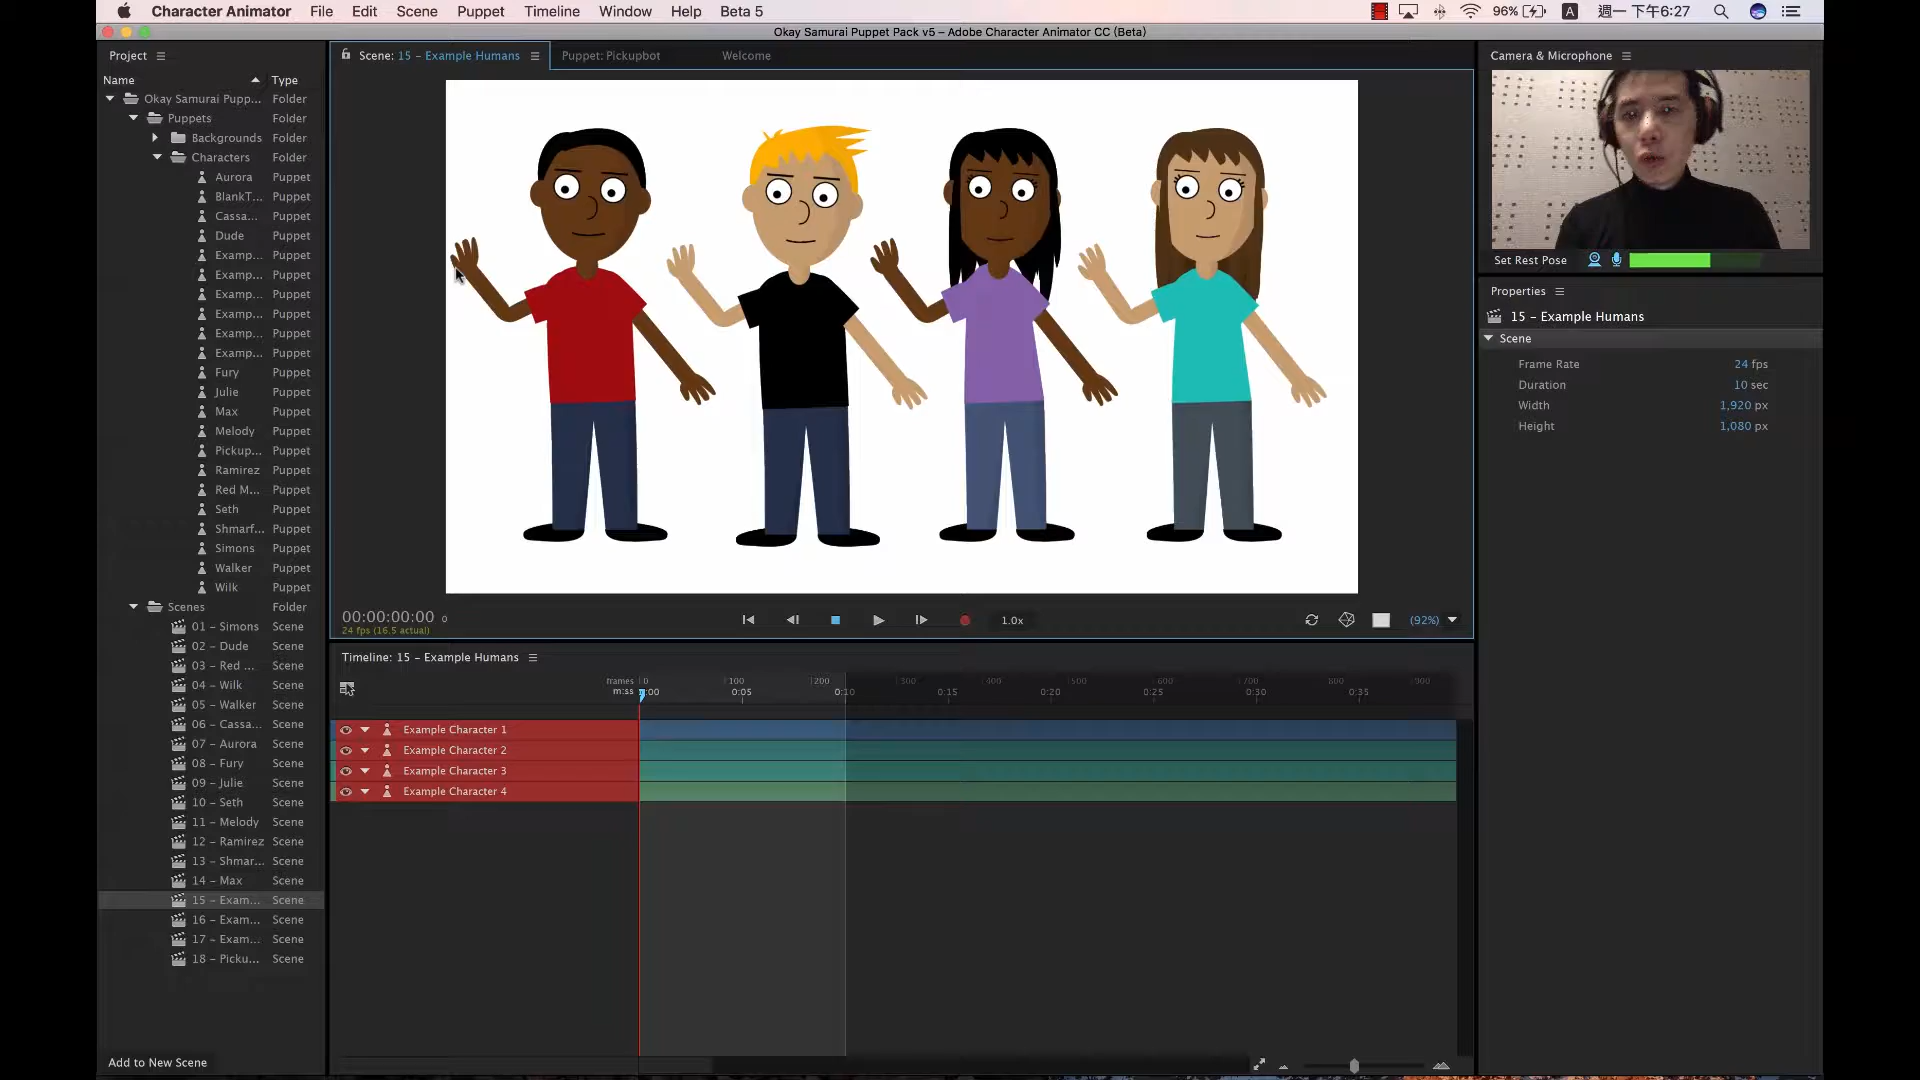 Character Animator File Edit Scene Puppet Timeline Window Help Beta 5 96% A 週一 下午6:27
Okay Samurai Puppet Pack v5 – Adobe Character Animator CC (Beta)
Project
Name Type
Okay Samurai Pupp... Folder
Puppets Folder
Backgrounds Folder
Characters Folder
Aurora Puppet
BlankT... Puppet
Cassa... Puppet
Dude Puppet
Examp... Puppet
Examp... Puppet
Examp... Puppet
Examp... Puppet
Examp... Puppet
Examp... Puppet
Fury Puppet
Julie Puppet
Max Puppet
Melody Puppet
Pickup... Puppet
Ramirez Puppet
Red M... Puppet
Seth Puppet
Shmarf... Puppet
Simons Puppet
Walker Puppet
Wilk Puppet
Scenes Folder
01 – Simons Scene
02 – Dude Scene
03 – Red ... Scene
04 – Wilk Scene
05 – Walker Scene
06 – Cassa... Scene
07 – Aurora Scene
08 – Fury Scene
09 – Julie Scene
10 – Seth Scene
11 – Melody Scene
12 – Ramirez Scene
13 – Shmar... Scene
14 – Max Scene
15 – Exam... Scene
16 – Exam... Scene
17 – Exam... Scene
18 – Picku... Scene
Add to New Scene
Scene: 15 – Example Humans Puppet: Pickupbot Welcome
00:00:00:00 0
24 fps (16.5 actual)
1.0x
(92%)
Timeline: 15 – Example Humans
frames 0 100 200 300 400 500 600 700 800 900
m:ss 0:00 0:05 0:10 0:15 0:20 0:25 0:30 0:35
Example Character 1
Example Character 2
Example Character 3
Example Character 4
Camera & Microphone
Set Rest Pose
Properties
15 – Example Humans
Scene
Frame Rate 24 fps
Duration 10 sec
Width 1,920 px
Height 1,080 px